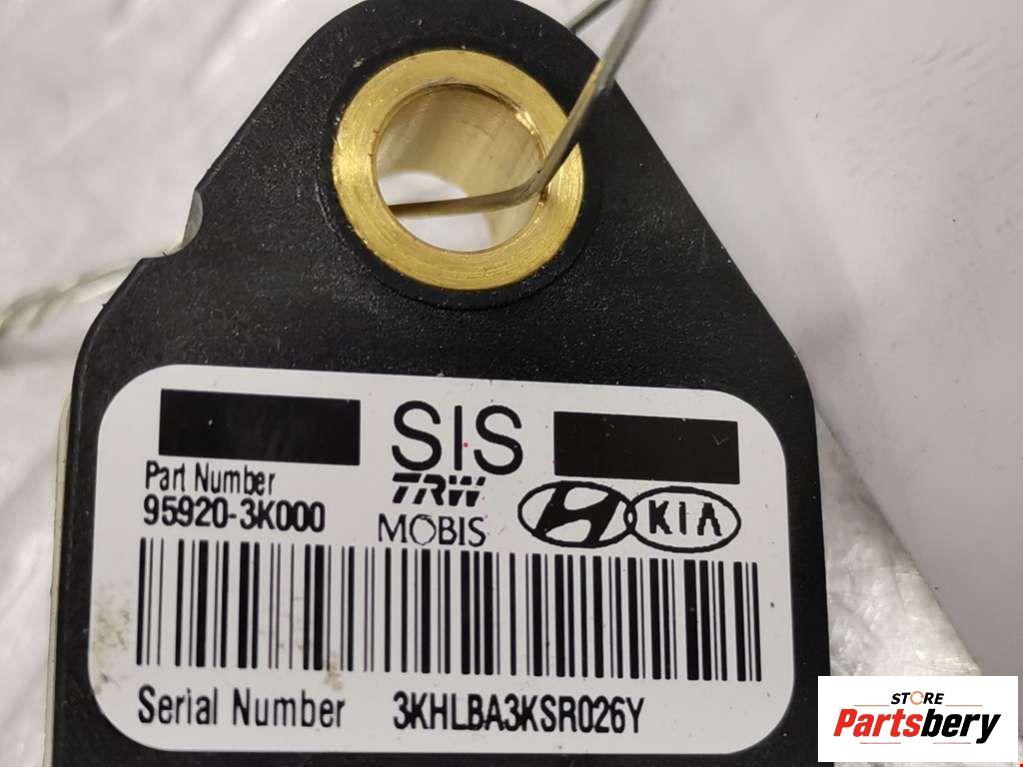 SIS
Part Number
TRW
95920-3K000
MOBIS
KIA
Serial Number 3KHLBA3KSR026Y
STORE
Partsbery